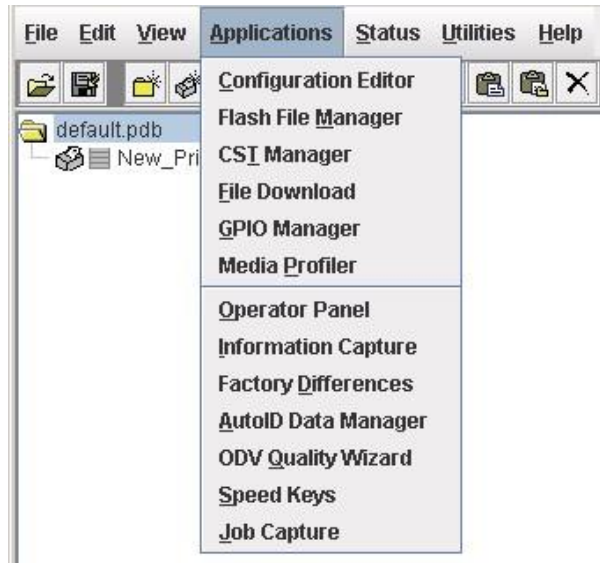 File Edit View Applications Status Utilities Help
Configuration Editor
Flash File Manager
default.pdb
CST Manager
New_Pri
File Download
GPIO Manager
Media Profiler
Operator Panel
Information Capture
Factory Differences
AutoID Data Manager
ODV Quality Wizard
Speed Keys
Job Capture